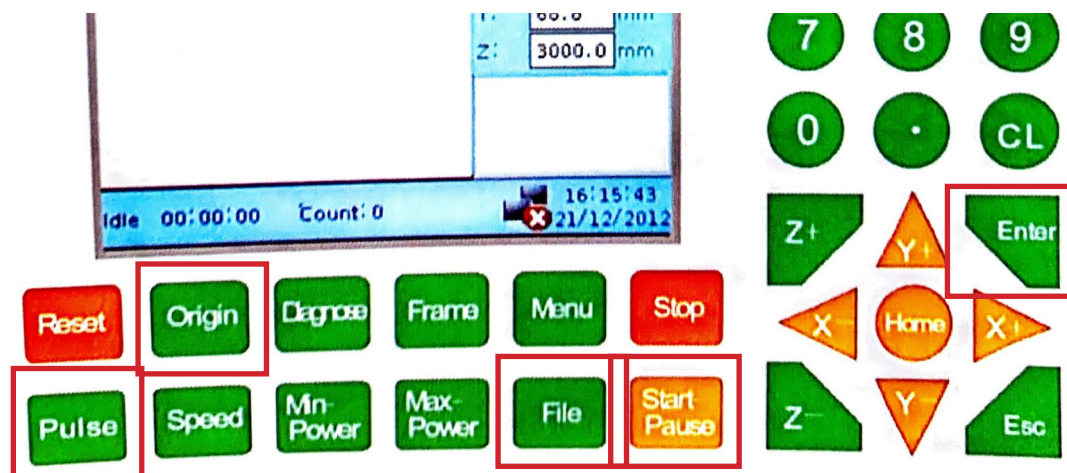 Z: 3000.0 mm
Idle 00:00:00 Count: 0
16:15:43
21/12/2012
Reset Origin Diagnose Frame Menu Stop
Pulse Speed Min-
Power Max-
Power File Start
Pause
7 8 9
0 . CL
Z+ Y+ Enter
X- Home X+
Z- Y- Esc